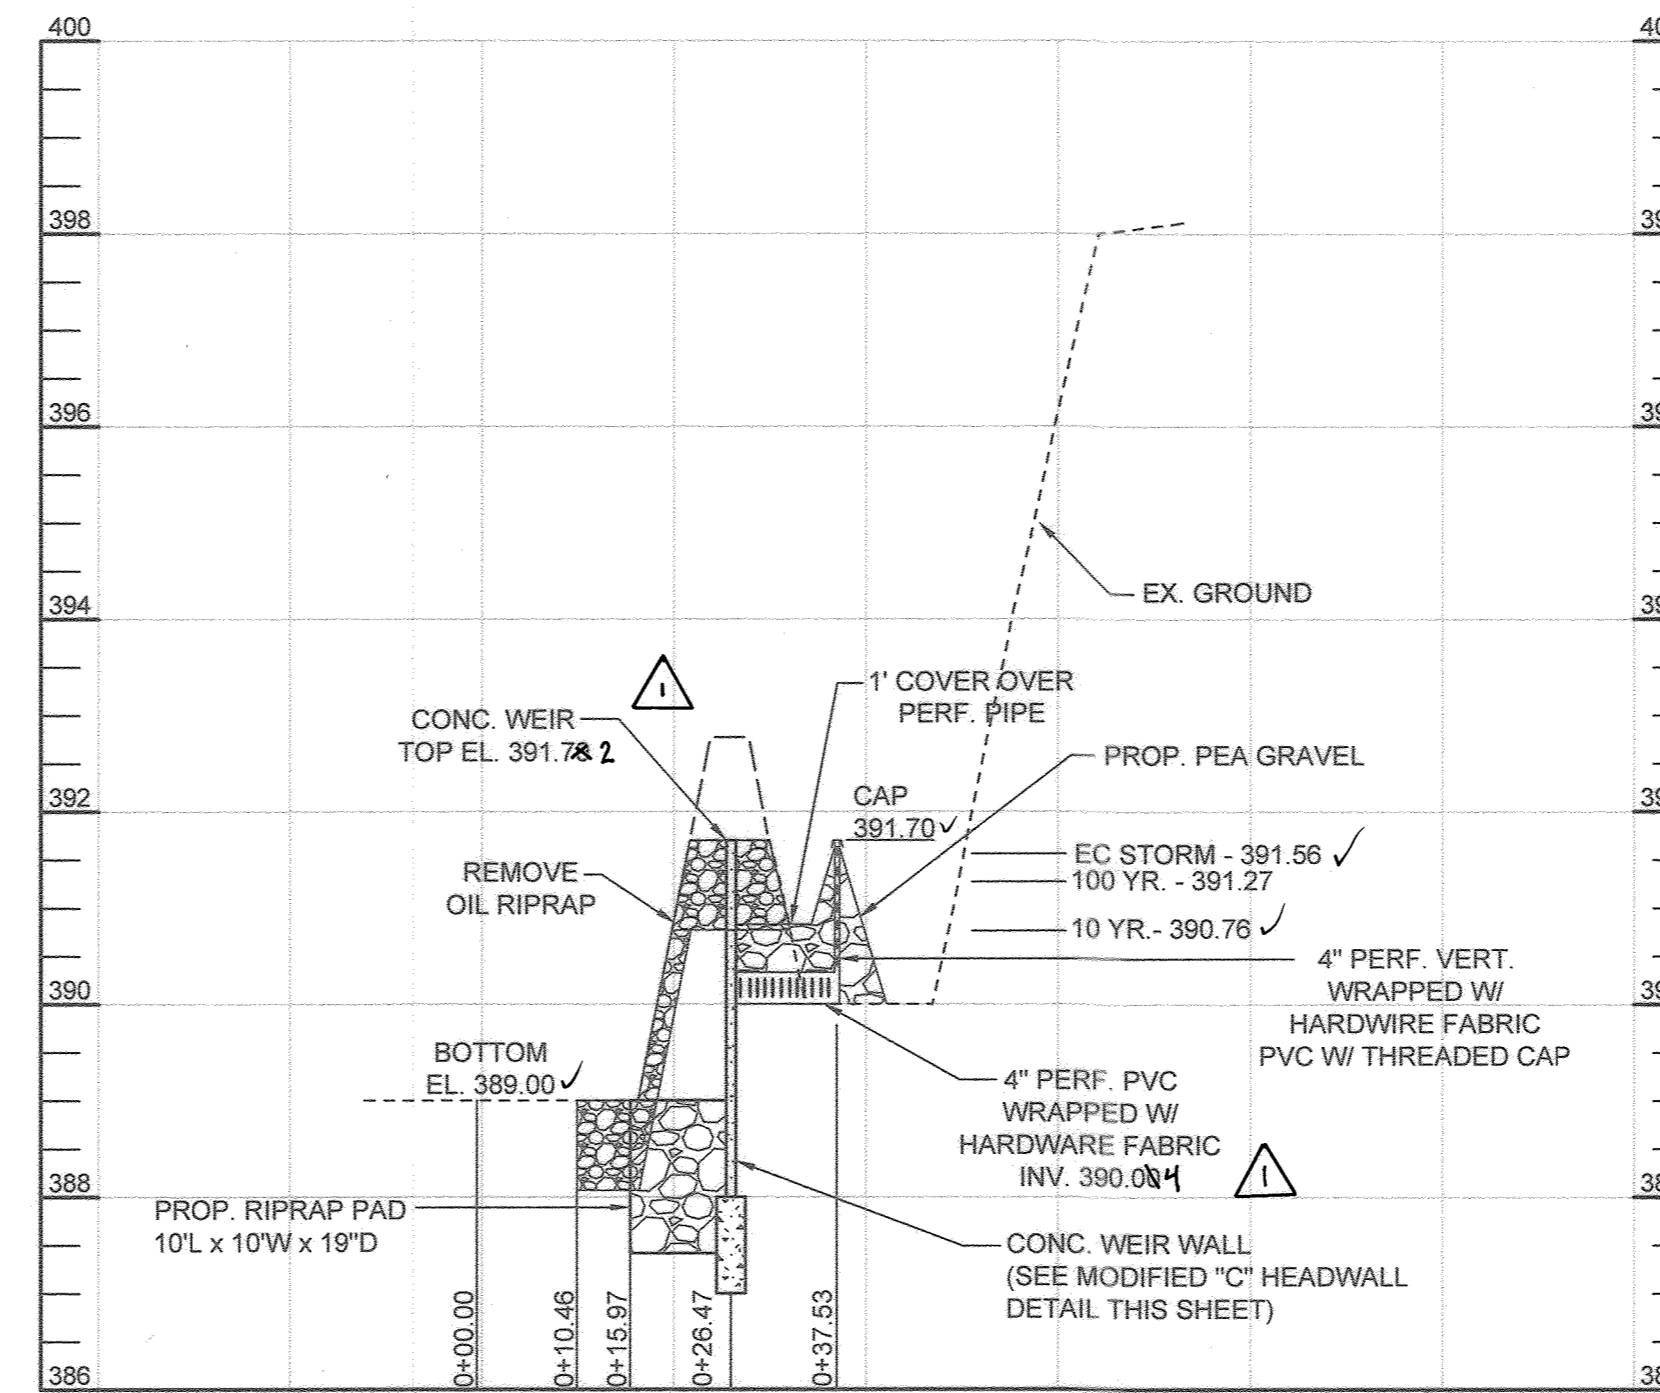 400
398
396
394
392
390
388
386
EX. GROUND
1' COVER OVER
PERF. PIPE
1
CONC. WEIR
TOP EL. 391.7 2
PROP. PEA GRAVEL
CAP
391.70 ✓
EC STORM - 391.56 ✓
100 YR. - 391.27
10 YR.- 390.76 ✓
REMOVE
OIL RIPRAP
4" PERF. VERT.
WRAPPED W/
HARDWIRE FABRIC
PVC W/ THREADED CAP
BOTTOM
EL. 389.00 ✓
4" PERF. PVC
WRAPPED W/
HARDWARE FABRIC
INV. 390.04
1
PROP. RIPRAP PAD
10'L x 10'W x 19"D
CONC. WEIR WALL
(SEE MODIFIED "C" HEADWALL
DETAIL THIS SHEET)
0+00.00
0+10.46
0+15.97
0+26.47
0+37.53